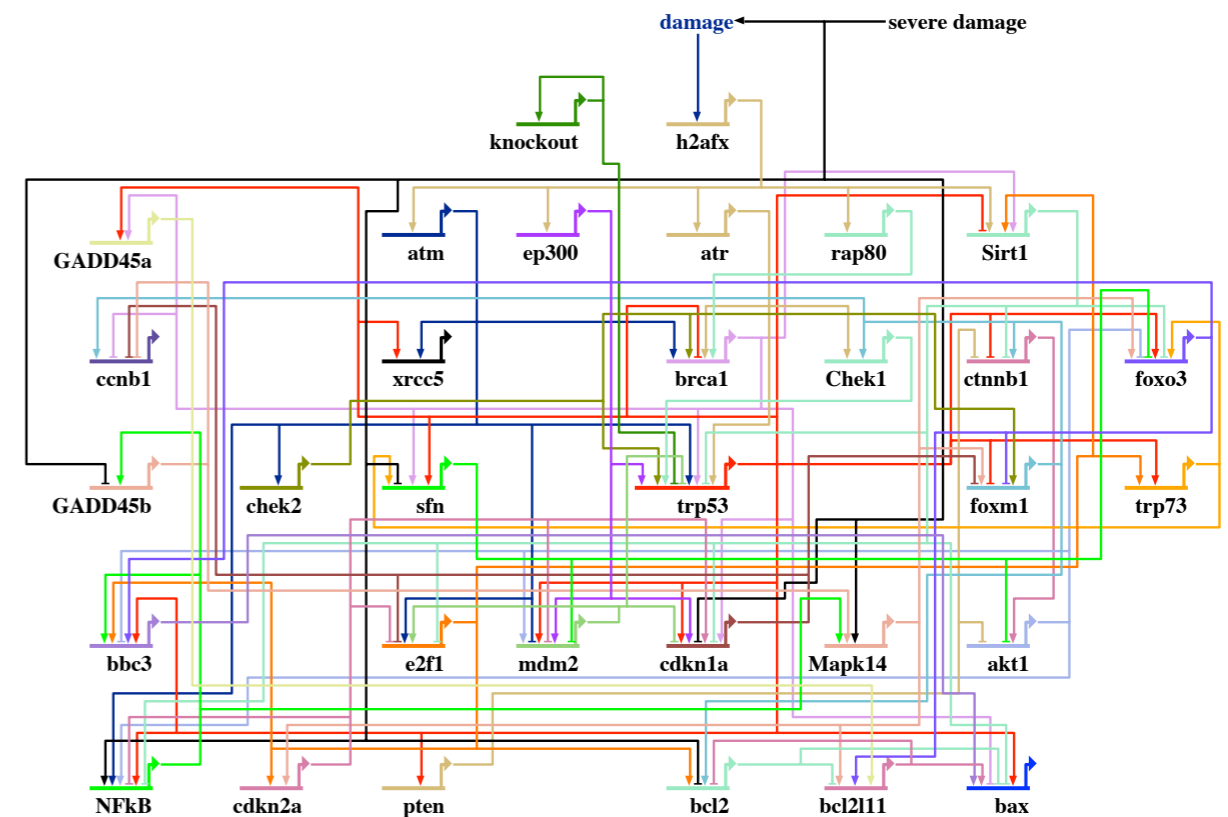 damage severe damage
knockout h2afx
GADD45a atm ep300 atr rap80 Sirt1
ccnb1 xrcc5 brca1 Chek1 ctnnb1 foxo3
GADD45b chek2 sfn trp53 foxm1 trp73
bbc3 e2f1 mdm2 cdkn1a Mapk14 akt1
NFkB cdkn2a pten bcl2 bcl2l11 bax